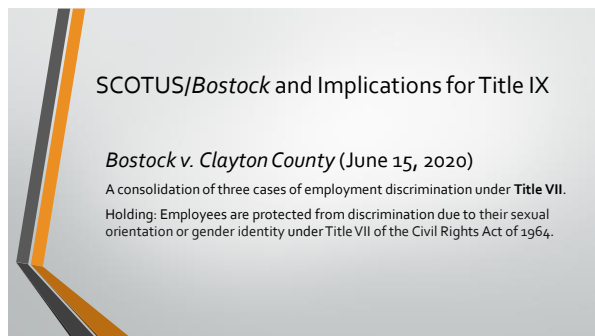 SCOTUS/Bostock and Implications for Title IX
Bostock v. Clayton County (June 15, 2020)
A consolidation of three cases of employment discrimination under Title VII.
Holding: Employees are protected from discrimination due to their sexual
orientation or gender identity under Title VII of the Civil Rights Act of 1964.